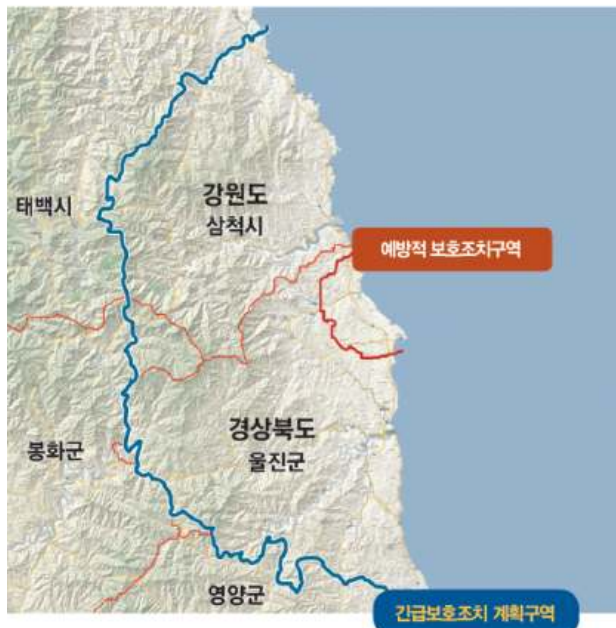 강원도
삼척시
태백시
예방적 보호조치구역
경상북도
울진군
봉화군
영양군
긴급보호조치 계획구역